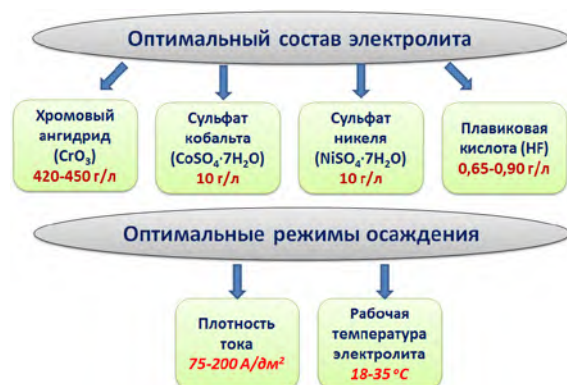 Оптимальный состав электролита
Хромовый
ангидрид
(CrO₃)
420-450 г/л
Сульфат
кобальта
(CoSO₄·7H₂O)
10 г/л
Сульфат
никеля
(NiSO₄·7H₂O)
10 г/л
Плавиковая
кислота (HF)
0,65-0,90 г/л
Оптимальные режимы осаждения
Плотность
тока
75-200 А/дм²
Рабочая
температура
электролита
18-35 °С